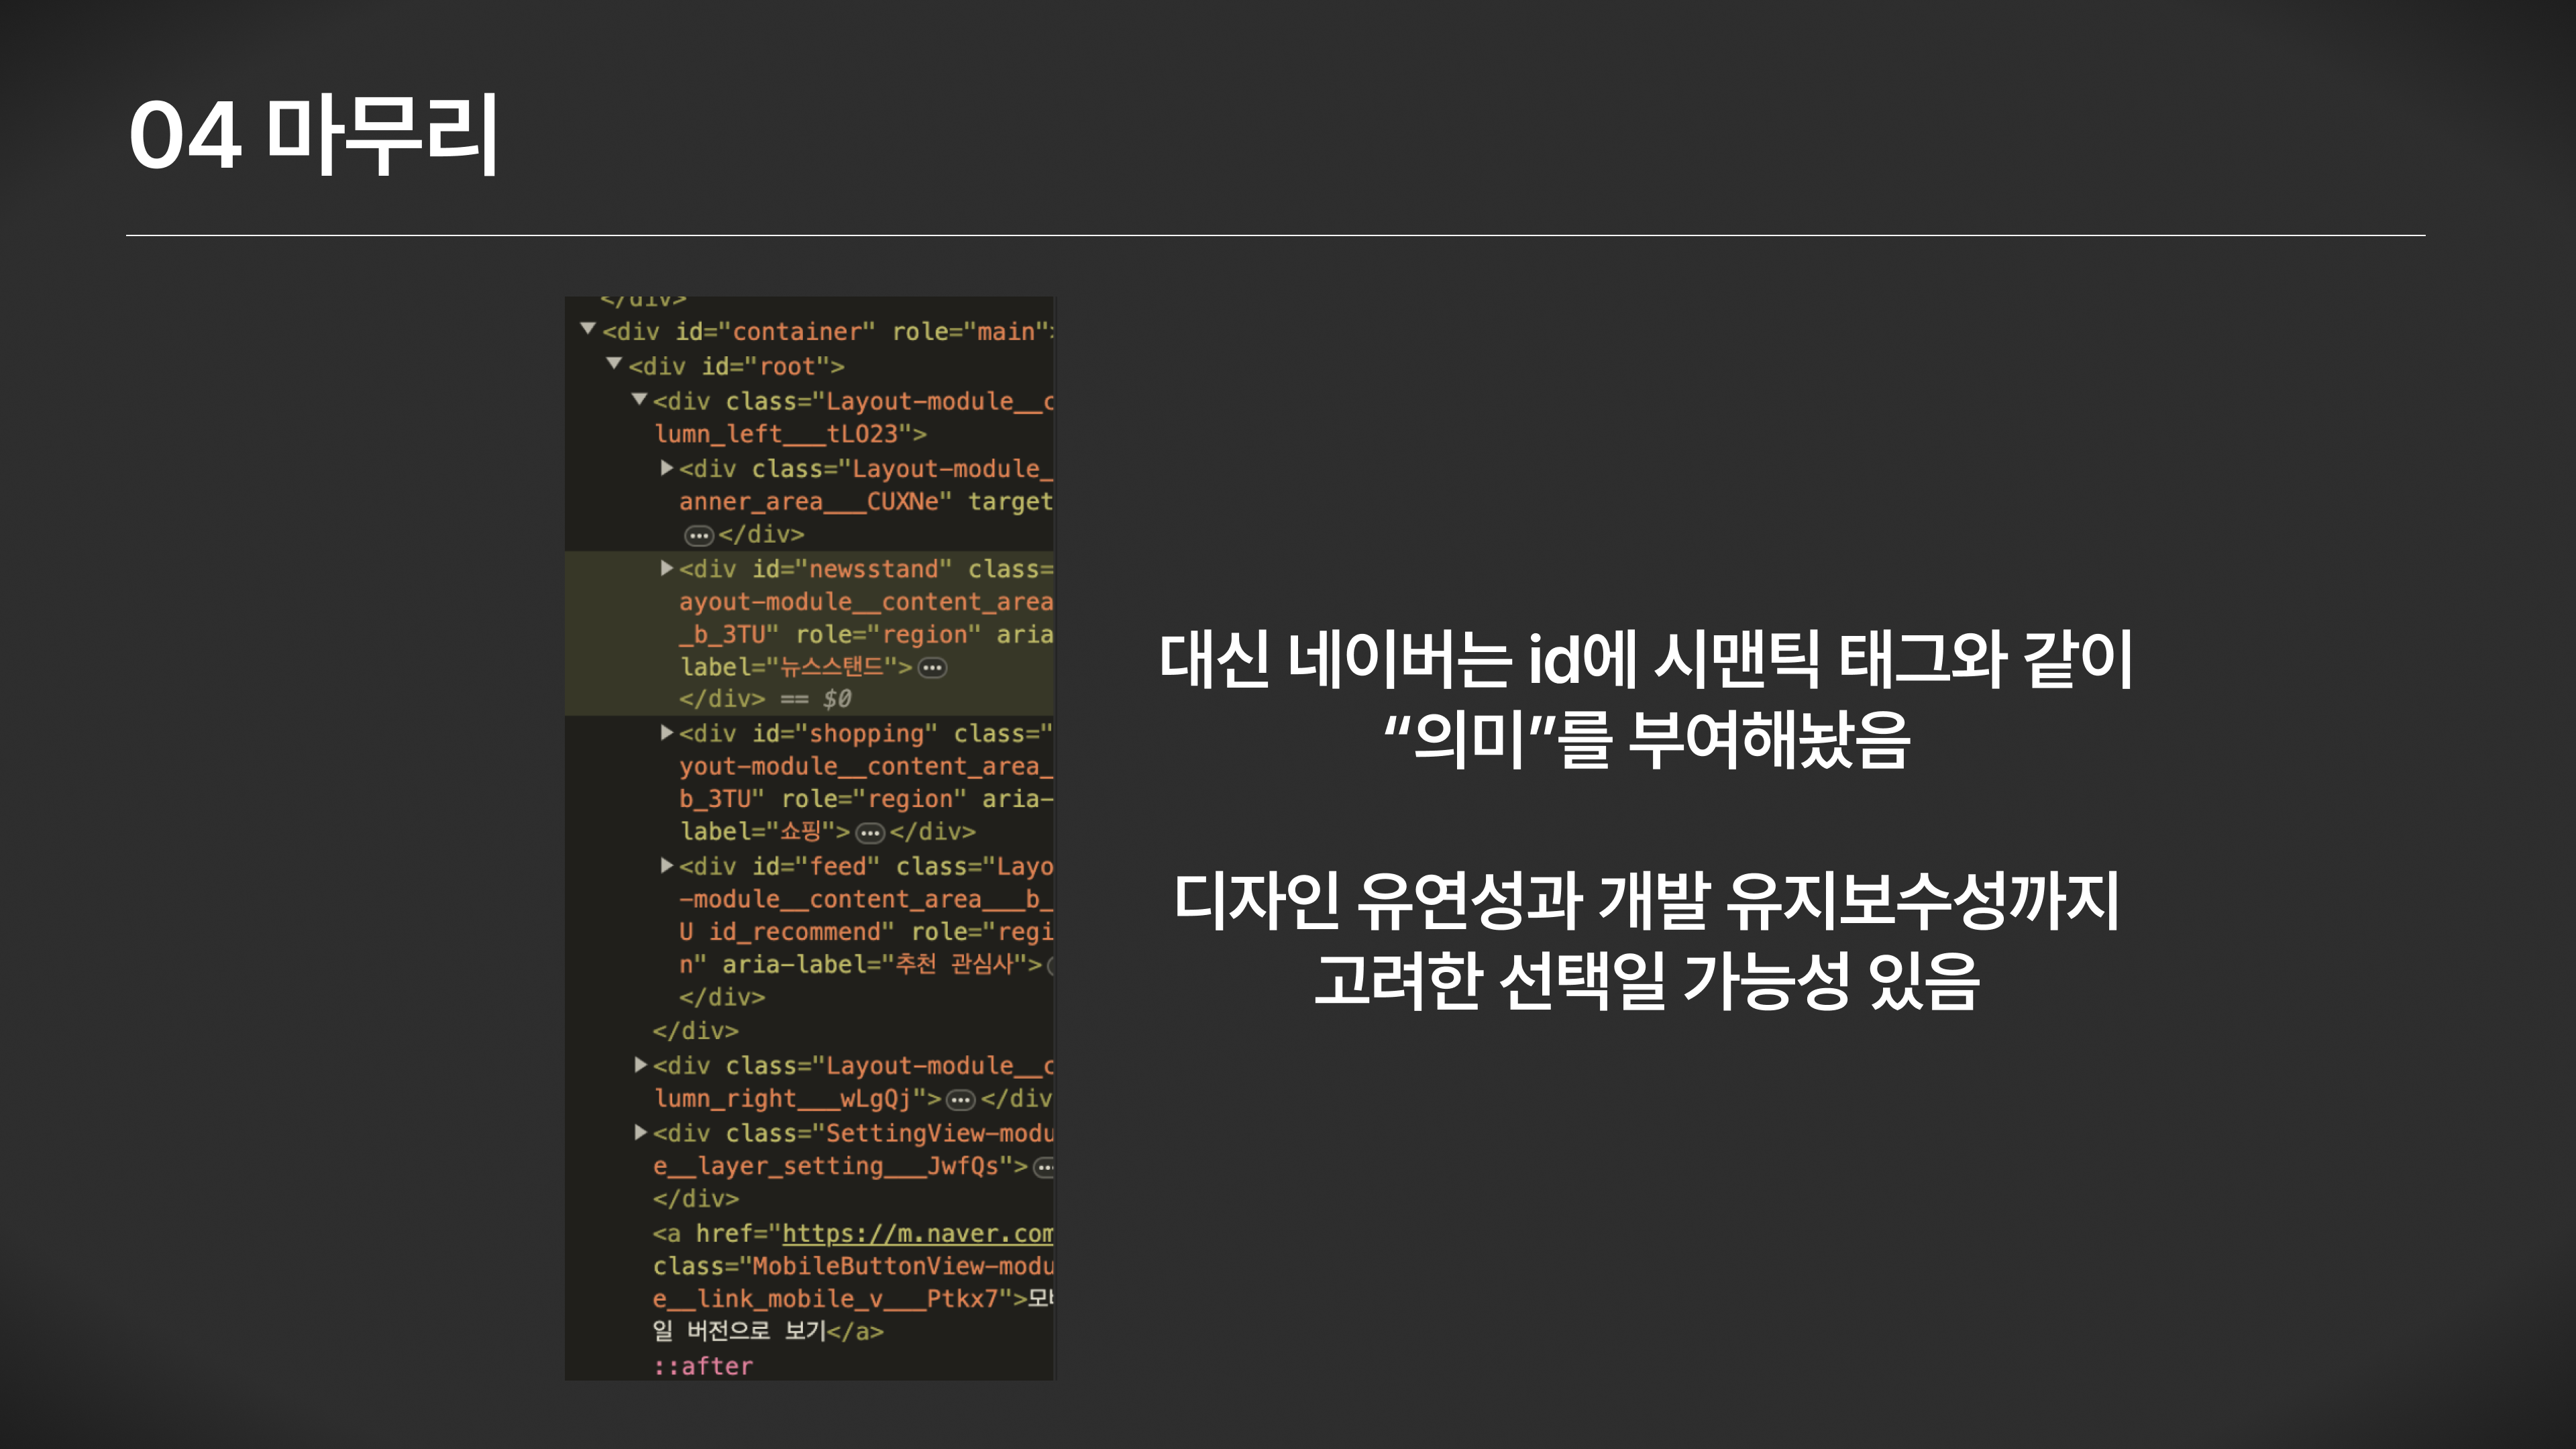 04 마무리
</div>
<div id="container" role="main">
<div id="root">
<div class="Layout-module__c
lumn_left___tLO23">
<div class="Layout-module_
anner_area___CUXNe" target
</div>
<div id="newsstand" class=
ayout-module__content_area
_b_3TU" role="region" aria
label="뉴스스탠드">
</div> == $0
<div id="shopping" class="
yout-module__content_area_
b_3TU" role="region" aria-
label="쇼핑"></div>
<div id="feed" class="Layo
-module__content_area___b_
U id_recommend" role="regi
n" aria-label="추천 관심사">
</div>
</div>
<div class="Layout-module__c
lumn_right___wLgQj"></div
<div class="SettingView-modu
e__layer_setting___JwfQs">
</div>
<a href="https://m.naver.com
class="MobileButtonView-modu
e__link_mobile_v___Ptkx7">모바
일 버전으로 보기</a>
::after
대신 네이버는 id에 시맨틱 태그와 같이
“의미”를 부여해놨음
디자인 유연성과 개발 유지보수성까지
고려한 선택일 가능성 있음